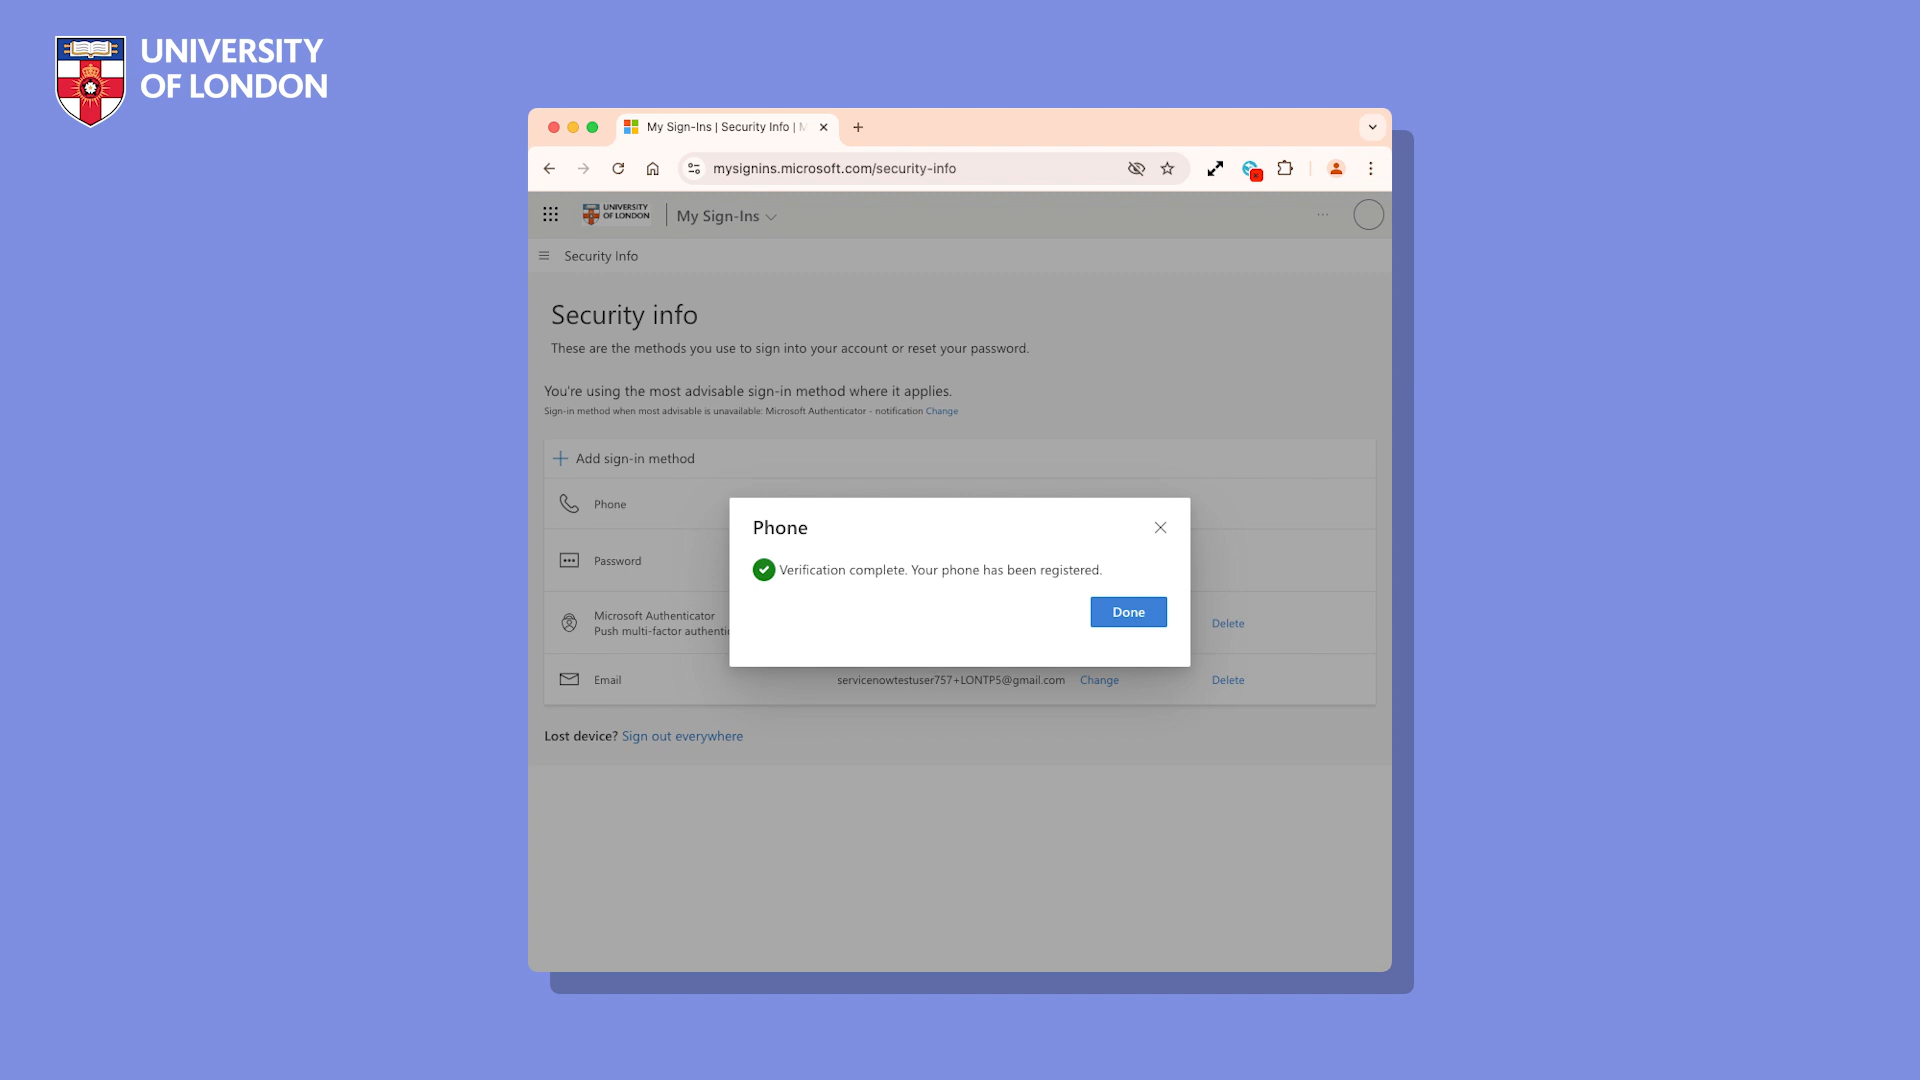 UNIVERSITY
OF LONDON
My Sign-Ins | Security Info |
mysignins.microsoft.com/security-info
UNIVERSITY
OF LONDON
My Sign-Ins
Security Info
Security info
These are the methods you use to sign into your account or reset your password.
You're using the most advisable sign-in method where it applies.
Sign-in method when most advisable is unavailable: Microsoft Authenticator - notification Change
Add sign-in method
Phone
Password
Microsoft Authenticator
Push multi-factor authenti
Delete
Email
servicenowtestuser757+LONTP5@gmail.com Change Delete
Phone
Verification complete. Your phone has been registered.
Done
Lost device? Sign out everywhere